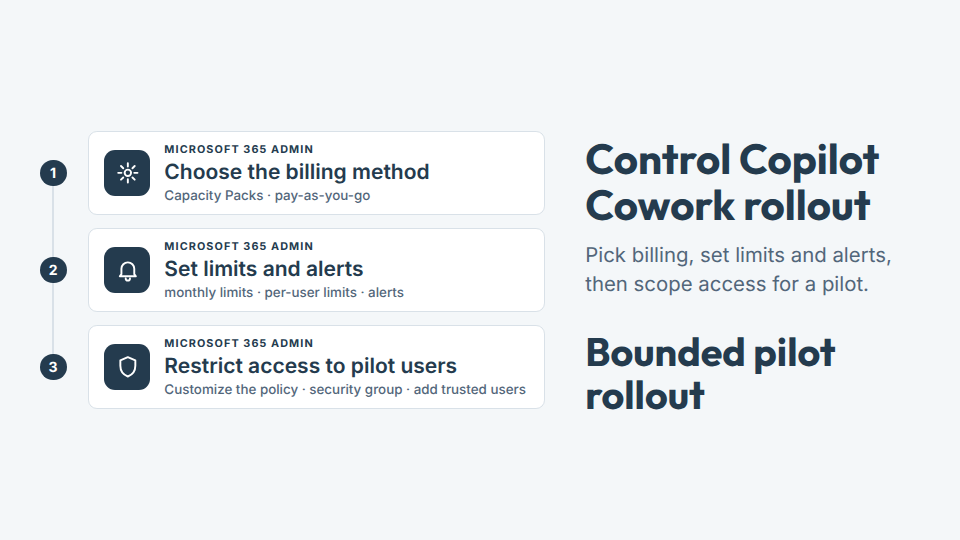 1
MICROSOFT 365 ADMIN
Choose the billing method
Capacity Packs · pay-as-you-go
2
MICROSOFT 365 ADMIN
Set limits and alerts
monthly limits · per-user limits · alerts
3
MICROSOFT 365 ADMIN
Restrict access to pilot users
Customize the policy · security group · add trusted users
Control Copilot
Cowork rollout
Pick billing, set limits and alerts,
then scope access for a pilot.
Bounded pilot
rollout